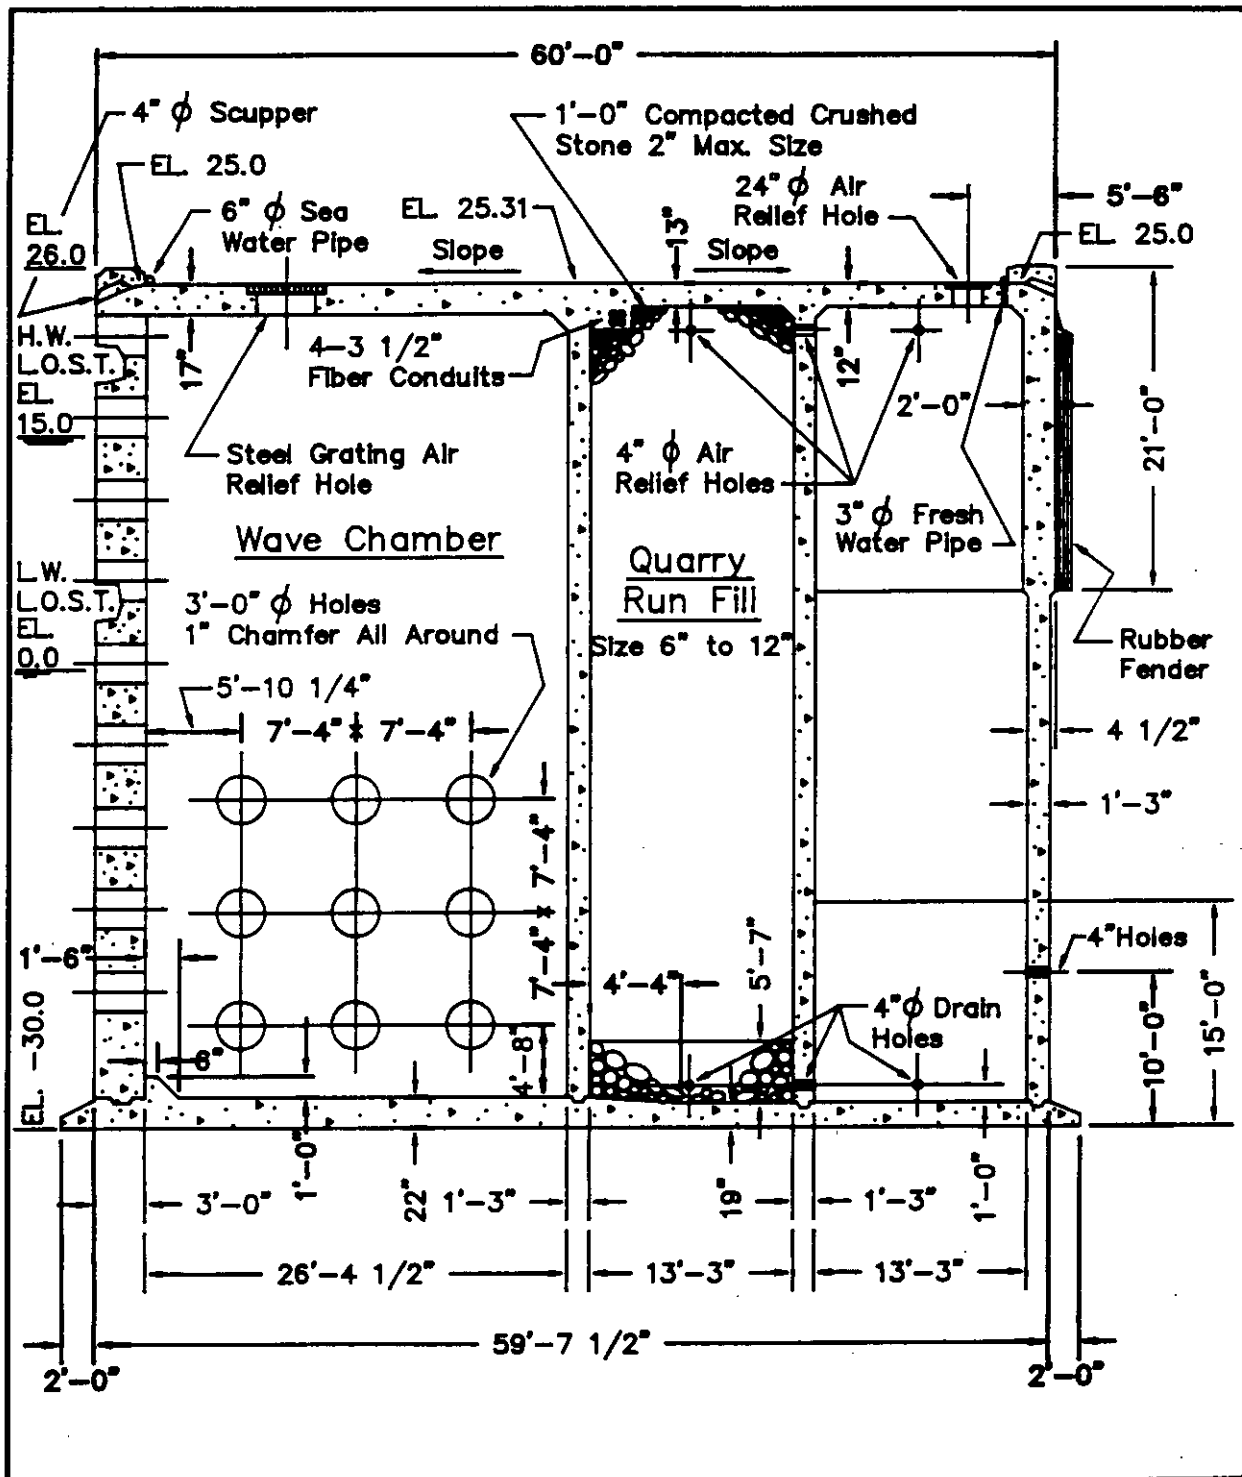 60'-0"
4" ϕ Scupper
1'-0" Compacted Crushed
Stone 2" Max. Size
EL. 25.0
24" ϕ Air
Relief Hole
5'-6"
6" ϕ Sea
Water Pipe
EL. 25.31
13"
EL.
26.0
Slope
Slope
EL. 25.0
H.W.
L.O.S.T.
EL.
15.0
17"
4-3 1/2"
Fiber Conduits
12"
2'-0"
21'-0"
Steel Grating Air
Relief Hole
4" ϕ Air
Relief Holes
3" ϕ Fresh
Water Pipe
Wave Chamber
Quarry
Run Fill
Size 6" to 12"
L.W.
L.O.S.T.
EL.
0.0
3'-0" ϕ Holes
1" Chamfer All Around
Rubber
Fender
5'-10 1/4"
7'-4"
7'-4"
4 1/2"
1'-3"
7'-4"
7'-4"
4'-8"
1'-6"
4'-4"
5'-7"
4"Holes
4"ϕ Drain
Holes
10'-0"
15'-0"
EL. -30.0
6"
1'-0"
22"
19"
1'-0"
3'-0"
1'-3"
1'-3"
26'-4 1/2"
13'-3"
13'-3"
59'-7 1/2"
2'-0"
2'-0"